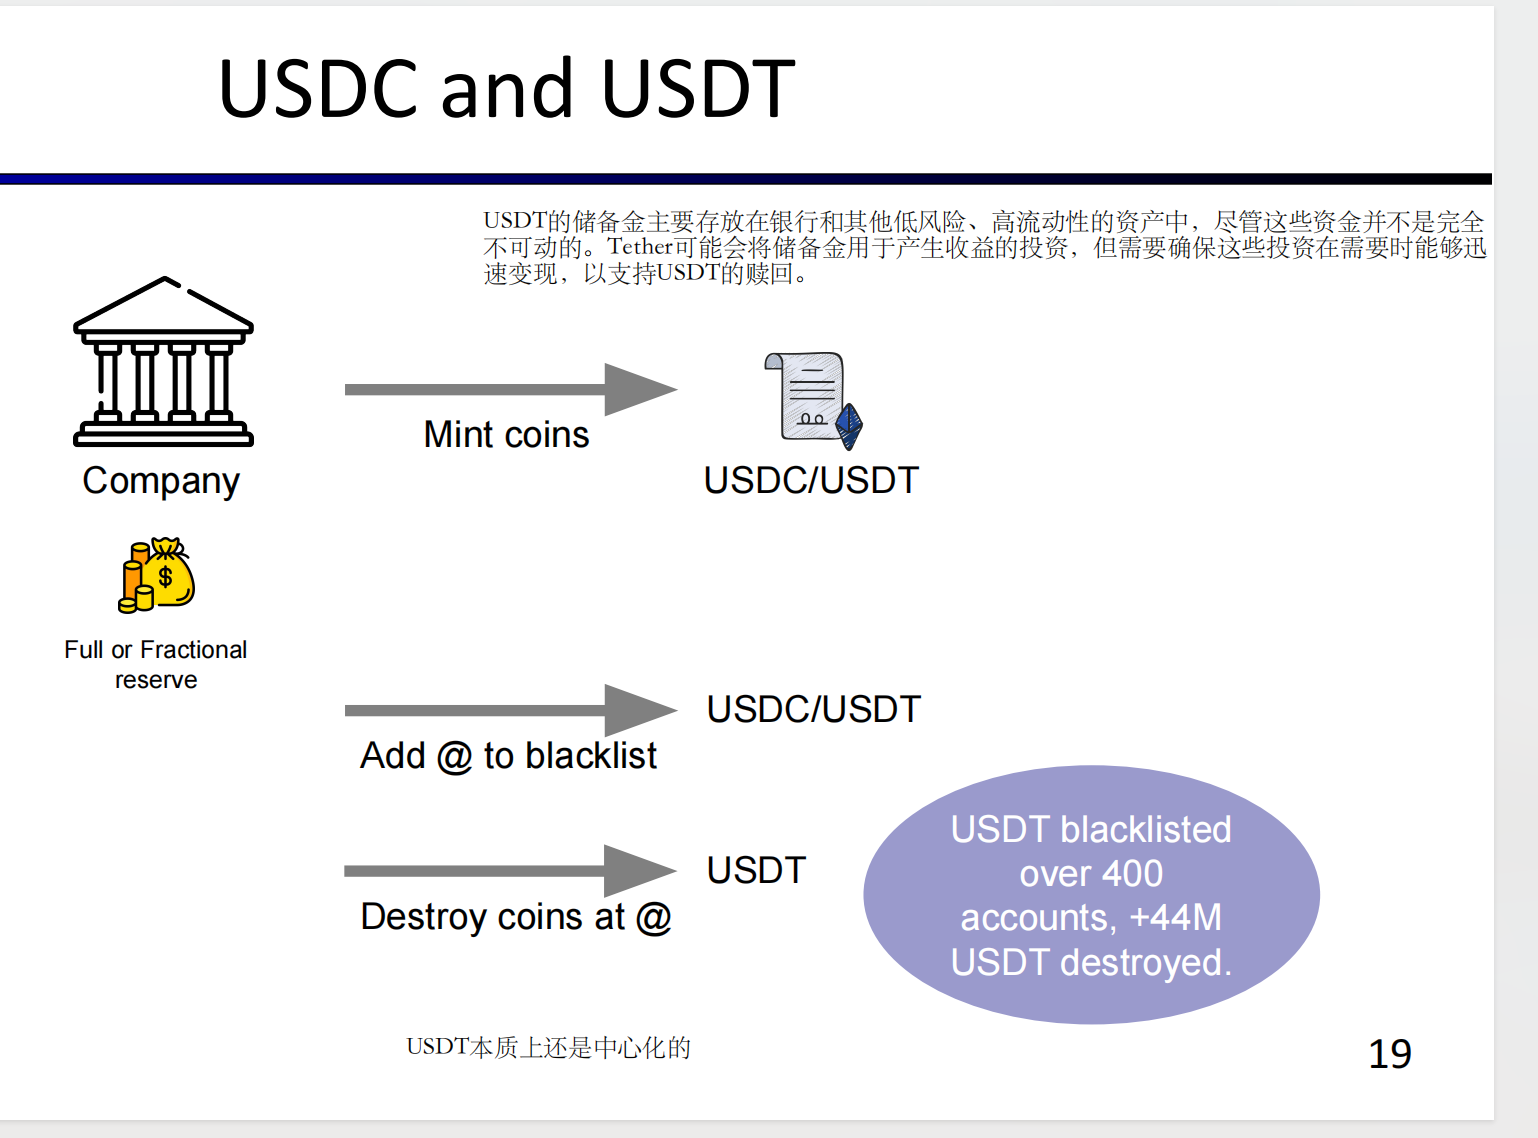 USDC and USDT
USDT的储备金主要存放在银行和其他低风险、高流动性的资产中，尽管这些资金并不是完全
不可动的。Tether可能会将储备金用于产生收益的投资，但需要确保这些投资在需要时能够迅
速变现，以支持USDT的赎回。
Mint coins
Company
USDC/USDT
$
Full or Fractional
reserve
USDC/USDT
Add @ to blacklist
USDT
Destroy coins at @
USDT blacklisted
over 400
accounts, +44M
USDT destroyed.
USDT本质上还是中心化的
19